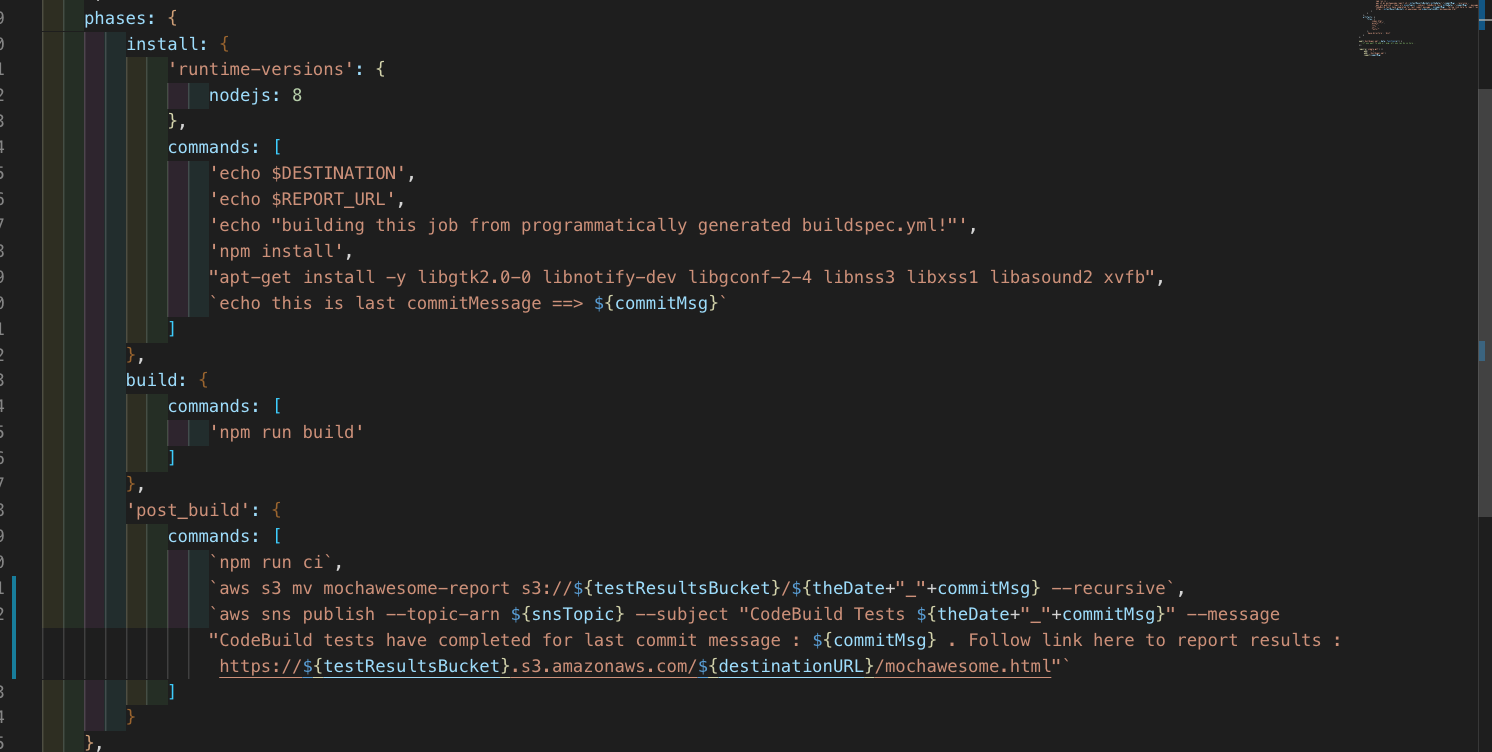 phases: {
install: {
'runtime-versions': {
nodejs: 8
},
commands: [
'echo $DESTINATION',
'echo $REPORT_URL',
'echo "building this job from programmatically generated buildspec.yml!"',
'npm install',
"apt-get install -y libgtk2.0-0 libnotify-dev libgconf-2-4 libnss3 libxss1 libasound2 xvfb",
`echo this is last commitMessage ==> ${commitMsg}`
]
},
build: {
commands: [
'npm run build'
]
},
'post_build': {
commands: [
`npm run ci`,
`aws s3 mv mochawesome-report s3://${testResultsBucket}/${theDate+"_"+commitMsg} --recursive`,
`aws sns publish --topic-arn ${snsTopic} --subject "CodeBuild Tests ${theDate+"_"+commitMsg}" --message
"CodeBuild tests have completed for last commit message : ${commitMsg} . Follow link here to report results :
https://${testResultsBucket}.s3.amazonaws.com/${destinationURL}/mochawesome.html"`
]
}
},